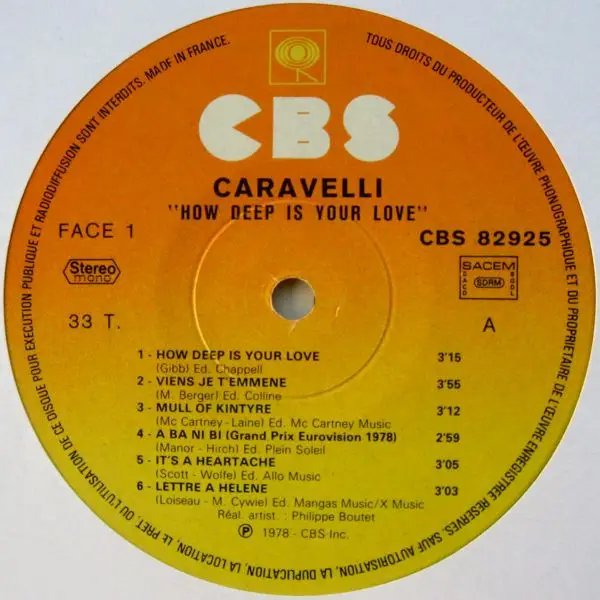 TOUS DROITS DU PRODUCTEUR DE L'ŒUVRE PHONOGRAPHIQUE ET DU PROPRIETAIRE DE L'ŒUVRE ENREGISTREE RESERVES. SAUF AUTORISATION, LA DUPLICATION, LA LOCATION, LE PRET, OU L'UTILISATION DE CE DISQUE POUR EXECUTION PUBLIQUE ET RADIODIFFUSION SONT INTERDITS. MADE IN FRANCE.
CBS
CARAVELLI
"HOW DEEP IS YOUR LOVE"
FACE 1
CBS 82925
Stereo
mono
SACEM
SACD
SDRM
SGDL
33 T.
A
1 - HOW DEEP IS YOUR LOVE 3'15
(Gibb) Ed. Chappell
2 - VIENS JE T'EMMENE 3'55
(M. Berger) Ed. Colline
3 - MULL OF KINTYRE 3'12
(Mc Cartney - Laine) Ed. Mc Cartney Music
4 - A BA NI BI (Grand Prix Eurovision 1978) 2'59
(Manor - Hirch) Ed. Plein Soleil
5 - IT'S A HEARTACHE 3'05
(Scott - Wolfe) Ed. Allo Music
6 - LETTRE A HELENE 3'03
(Loiseau - M. Cywie) Ed. Mangas Music/X Music
Réal. artist. : Philippe Boutet
℗ 1978 - CBS Inc.